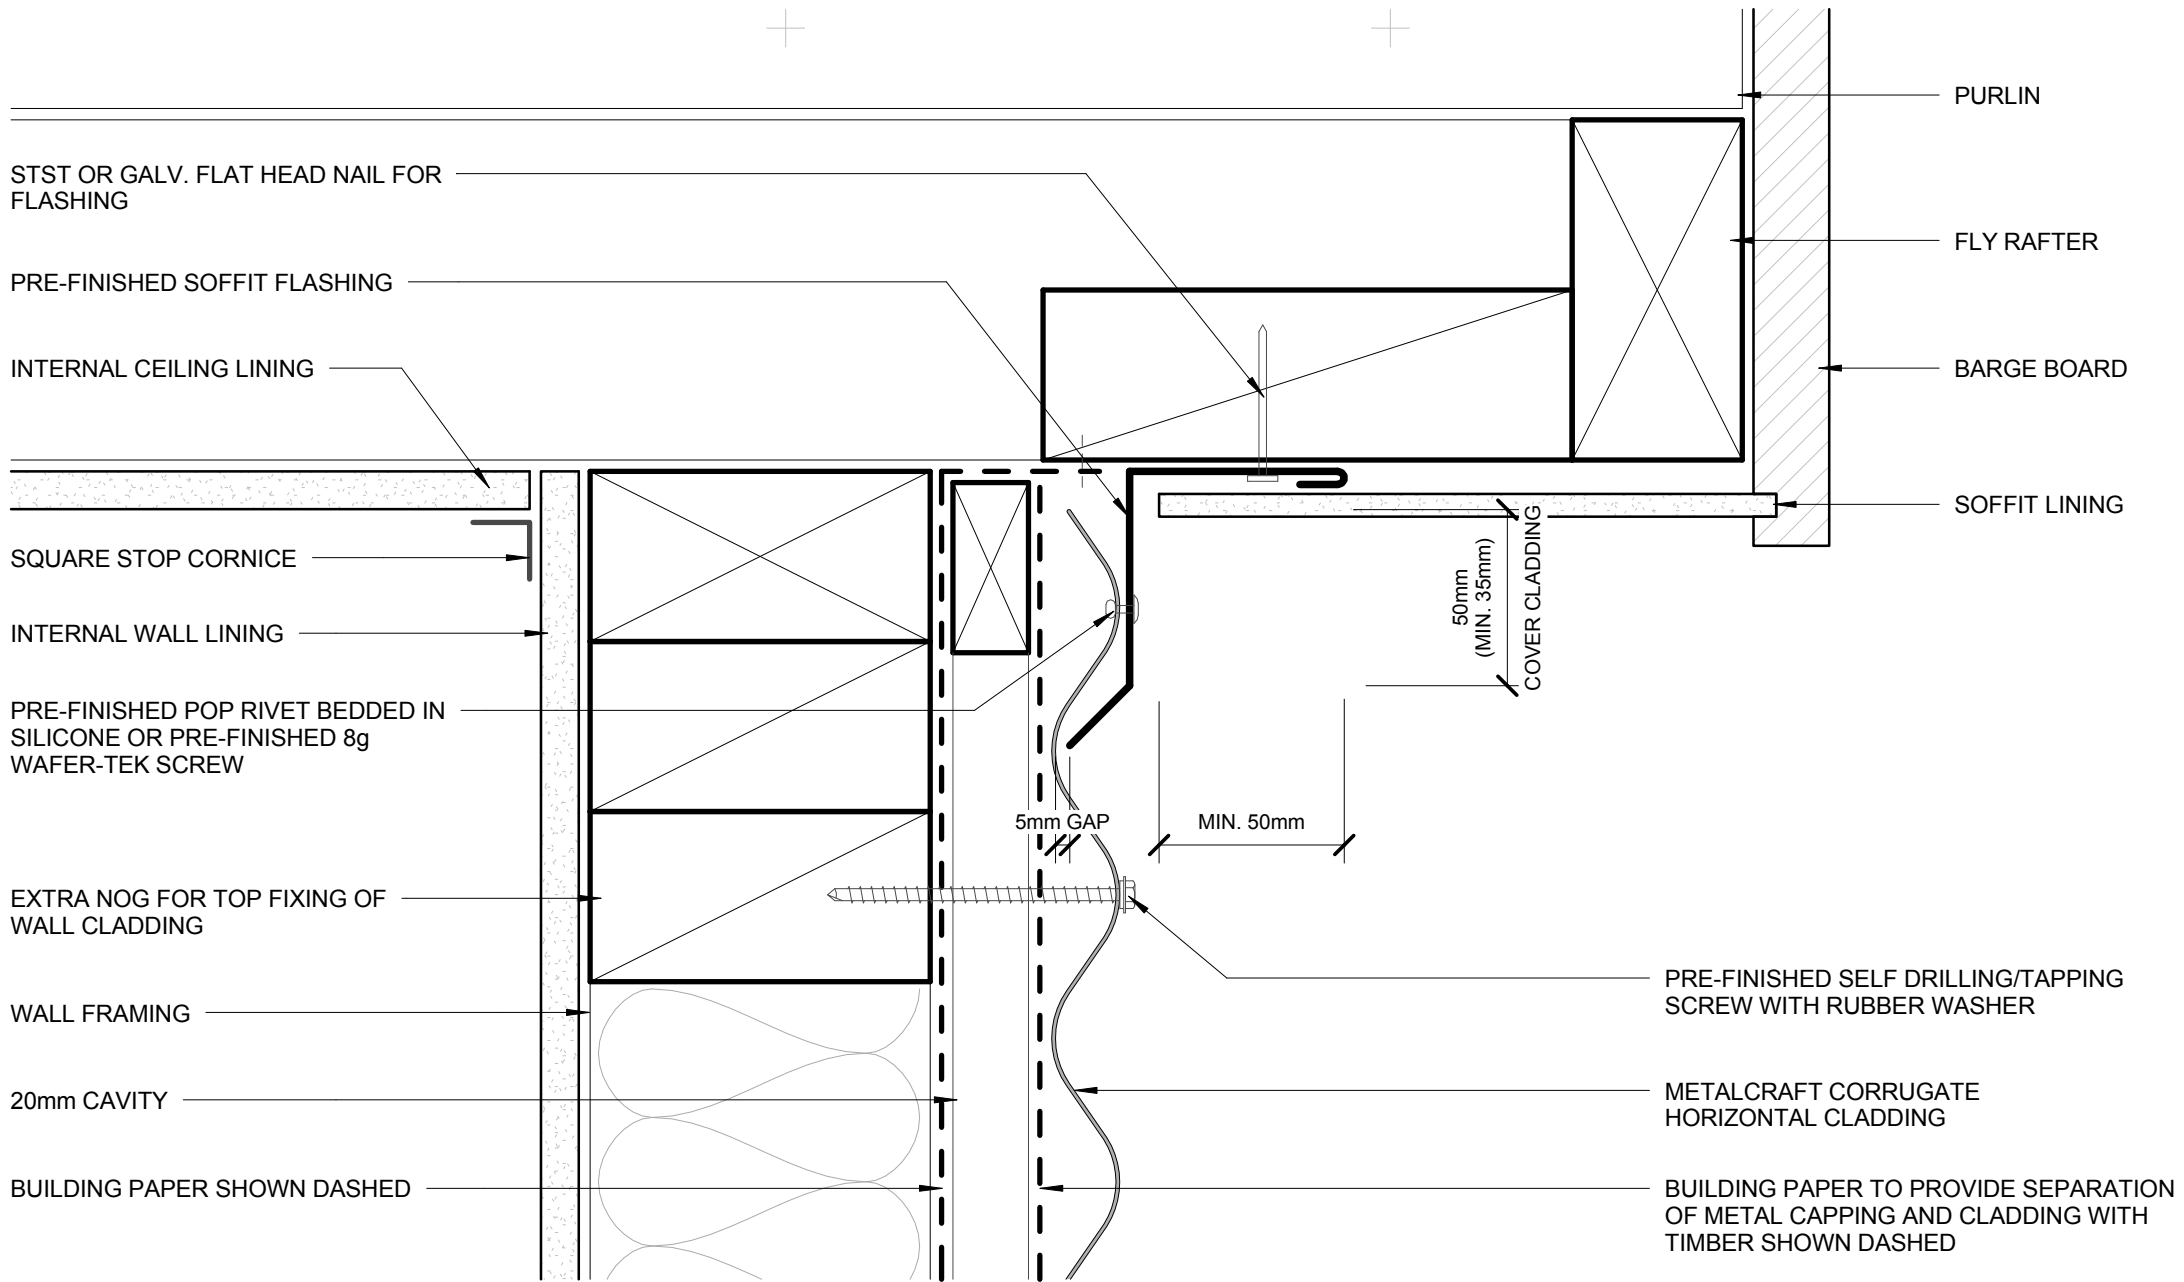 STST OR GALV. FLAT HEAD NAIL FOR
FLASHING
PRE-FINISHED SOFFIT FLASHING
INTERNAL CEILING LINING
SQUARE STOP CORNICE
INTERNAL WALL LINING
PRE-FINISHED POP RIVET BEDDED IN
SILICONE OR PRE-FINISHED 8g
WAFER-TEK SCREW
EXTRA NOG FOR TOP FIXING OF
WALL CLADDING
WALL FRAMING
20mm CAVITY
BUILDING PAPER SHOWN DASHED
5mm GAP
MIN. 50mm
50mm
(MIN. 35mm)
COVER CLADDING
PURLIN
FLY RAFTER
BARGE BOARD
SOFFIT LINING
PRE-FINISHED SELF DRILLING/TAPPING
SCREW WITH RUBBER WASHER
METALCRAFT CORRUGATE
HORIZONTAL CLADDING
BUILDING PAPER TO PROVIDE SEPARATION
OF METAL CAPPING AND CLADDING WITH
TIMBER SHOWN DASHED